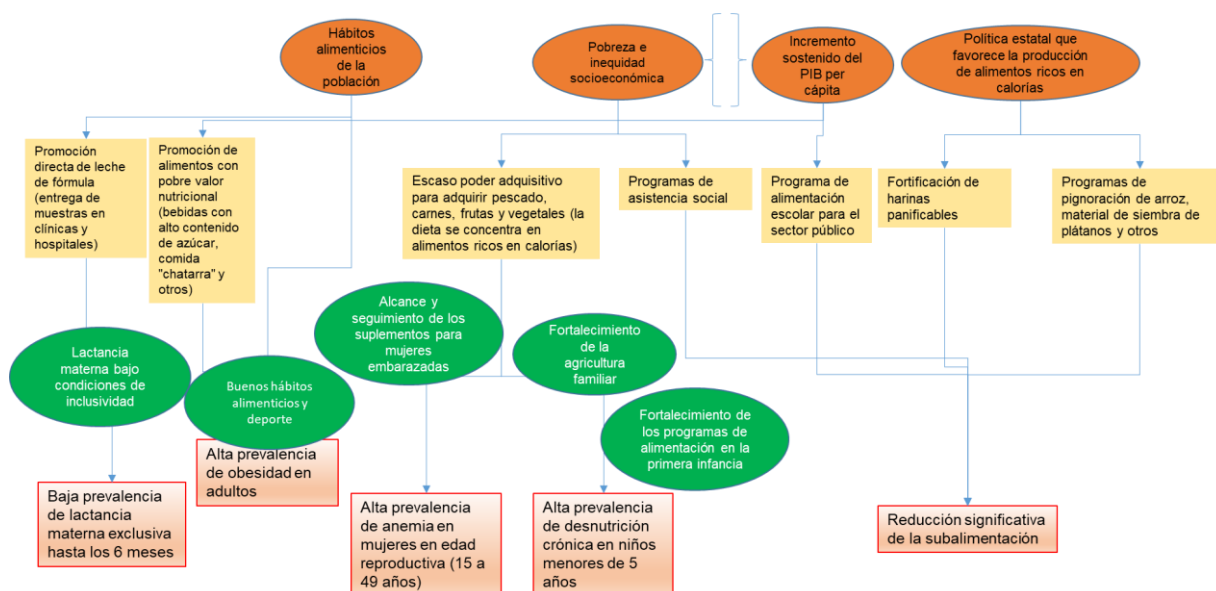 Hábitos
alimenticios
de la
población
Pobreza e
inequidad
socioeconómica
Incremento
sostenido del
PIB per
cápita
Política estatal que
favorece la producción
de alimentos ricos en
calorías
Promoción
directa de leche
de fórmula
(entrega de
muestras en
clínicas y
hospitales)
Promoción de
alimentos con
pobre valor
nutricional
(bebidas con
alto contenido
de azúcar,
comida
"chatarra" y
otros)
Escaso poder adquisitivo
para adquirir pescado,
carnes, frutas y vegetales (la
dieta se concentra en
alimentos ricos en calorías)
Programas de
asistencia social
Programa de
alimentación
escolar para el
sector público
Fortificación de
harinas
panificables
Programas de
pignoración de arroz,
material de siembra de
plátanos y otros
Lactancia
materna bajo
condiciones de
inclusividad
Buenos hábitos
alimenticios y
deporte
Alcance y
seguimiento de los
suplementos para
mujeres
embarazadas
Fortalecimiento
de la
agricultura
familiar
Fortalecimiento de
los programas de
alimentación en la
primera infancia
Baja prevalencia
de lactancia
materna exclusiva
hasta los 6 meses
Alta prevalencia
de obesidad en
adultos
Alta prevalencia
de anemia en
mujeres en edad
reproductiva (15 a
49 años)
Alta prevalencia
de desnutrición
crónica en niños
menores de 5
años
Reducción significativa
de la subalimentación